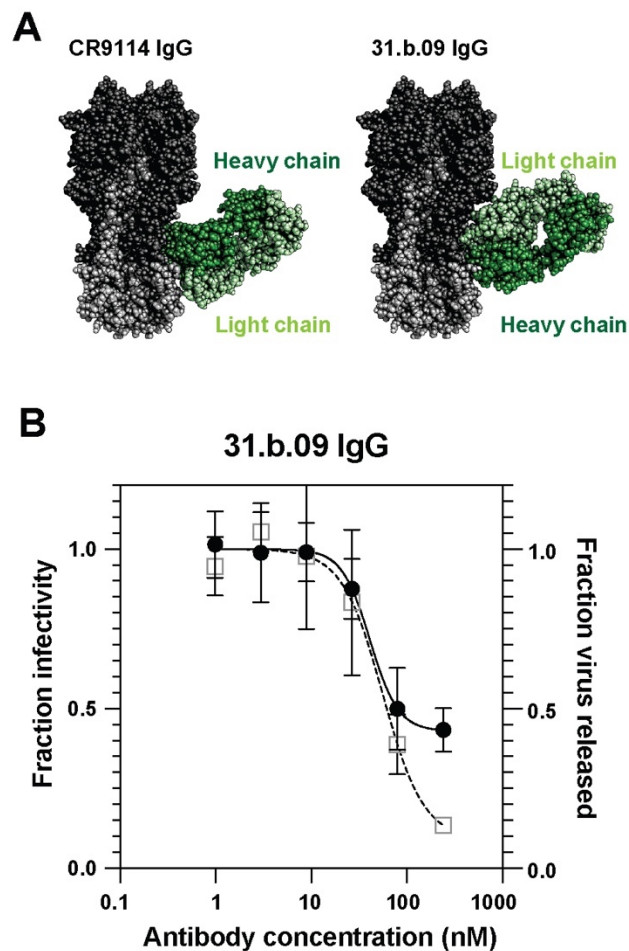 A
CR9114 IgG
31.b.09 IgG
Heavy chain
Light chain
Light chain
Heavy chain
B
31.b.09 IgG
Fraction infectivity
1.0
0.5
0.0
1.0
0.5
0.0
Fraction virus released
0.1
1
10
100
1000
Antibody concentration (nM)